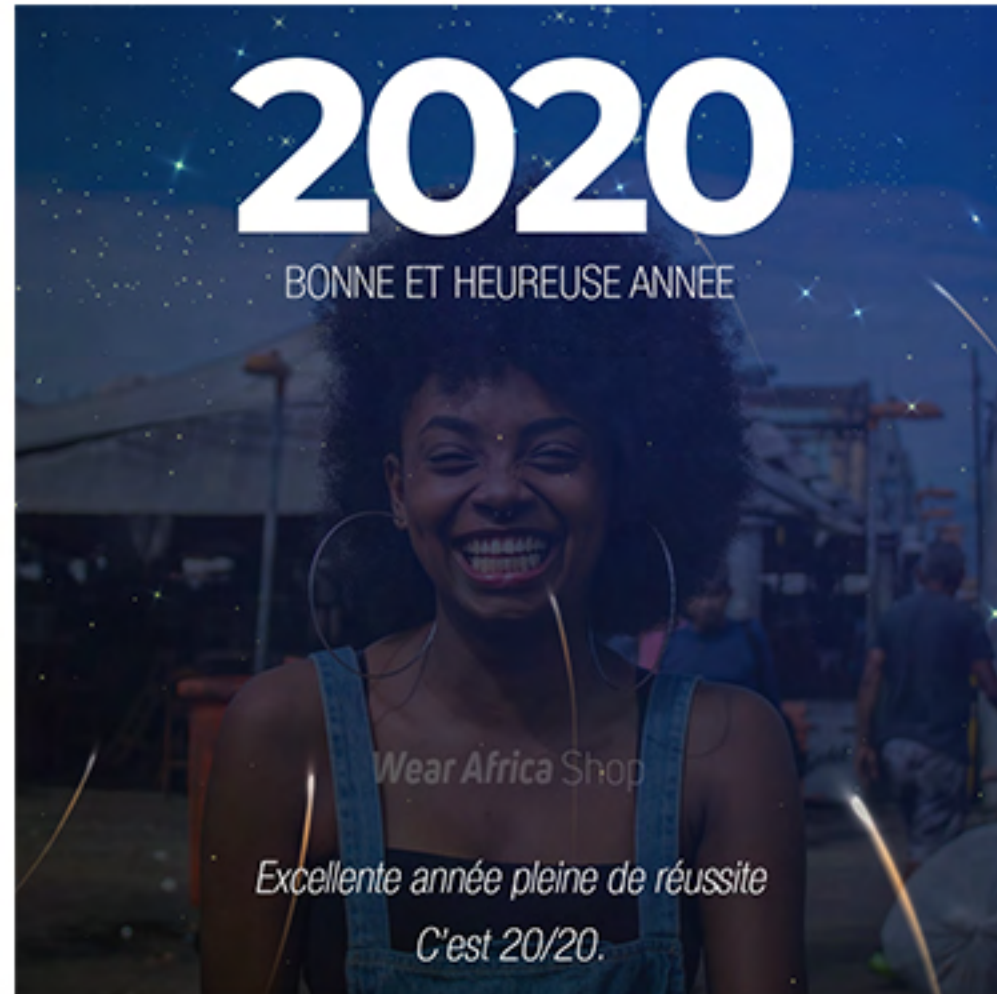 2020
BONNE ET HEUREUSE ANNEE
Wear Africa Shop
Excellente année pleine de réussite
C'est 20/20.